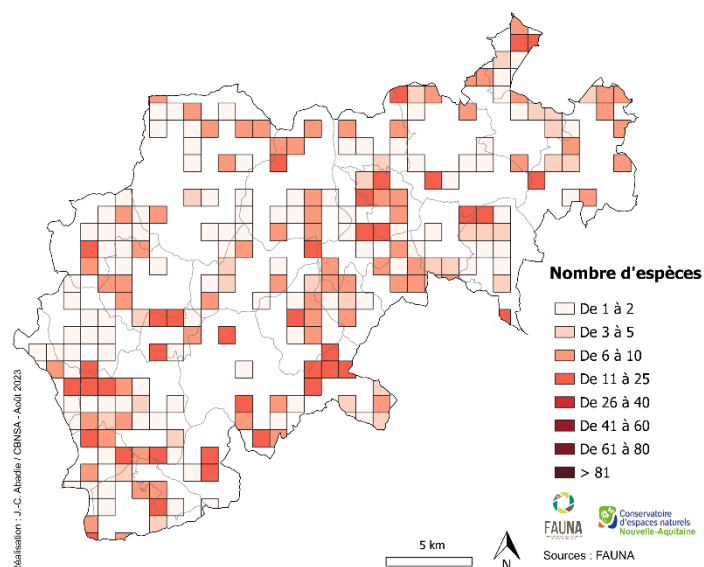 Nombre d'espèces
De 1 à 2
De 3 à 5
De 6 à 10
De 11 à 25
De 26 à 40
De 41 à 60
De 61 à 80
> 81
Réalisation : J.-C. Abadie / CBNSA - Août 2023
5 km
FAUNA
Conservatoire
d'espaces naturels
Nouvelle-Aquitaine
Sources : FAUNA